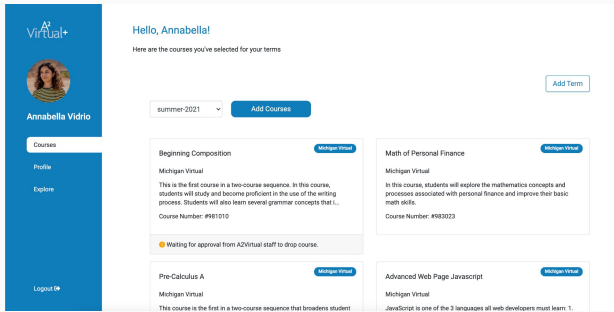 A²
Virtual+
Annabella Vidrio
Courses
Profile
Explore
Logout
Hello, Annabella!
Here are the courses you've selected for your terms
Add Term
summer-2021
Add Courses
Beginning Composition
Michigan Virtual
Michigan Virtual
This is the first course in a two-course sequence. In this course,
students will study and become proficient in the use of the writing
process. Students will also learn several grammar concepts that i...
Course Number: #981010
Waiting for approval from A2Virtual staff to drop course.
Math of Personal Finance
Michigan Virtual
Michigan Virtual
In this course, students will explore the mathematics concepts and
processes associated with personal finance and improve their basic
math skills.
Course Number: #983023
Pre-Calculus A
Michigan Virtual
Michigan Virtual
This course is the first in a two-course sequence that broadens student
Advanced Web Page Javascript
Michigan Virtual
Michigan Virtual
JavaScript is one of the 3 languages all web developers must learn: 1.